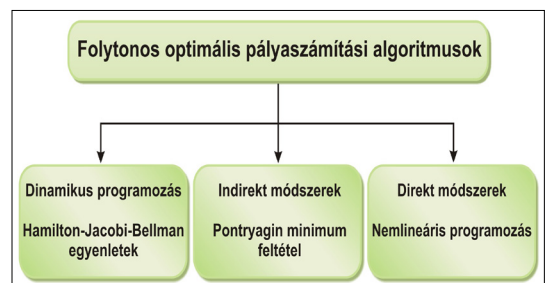 Folytonos optimális pályaszámítási algoritmusok
Dinamikus programozás
Hamilton-Jacobi-Bellman
egyenletek
Indirekt módszerek
Pontryagin minimum
feltétel
Direkt módszerek
Nemlineáris programozás